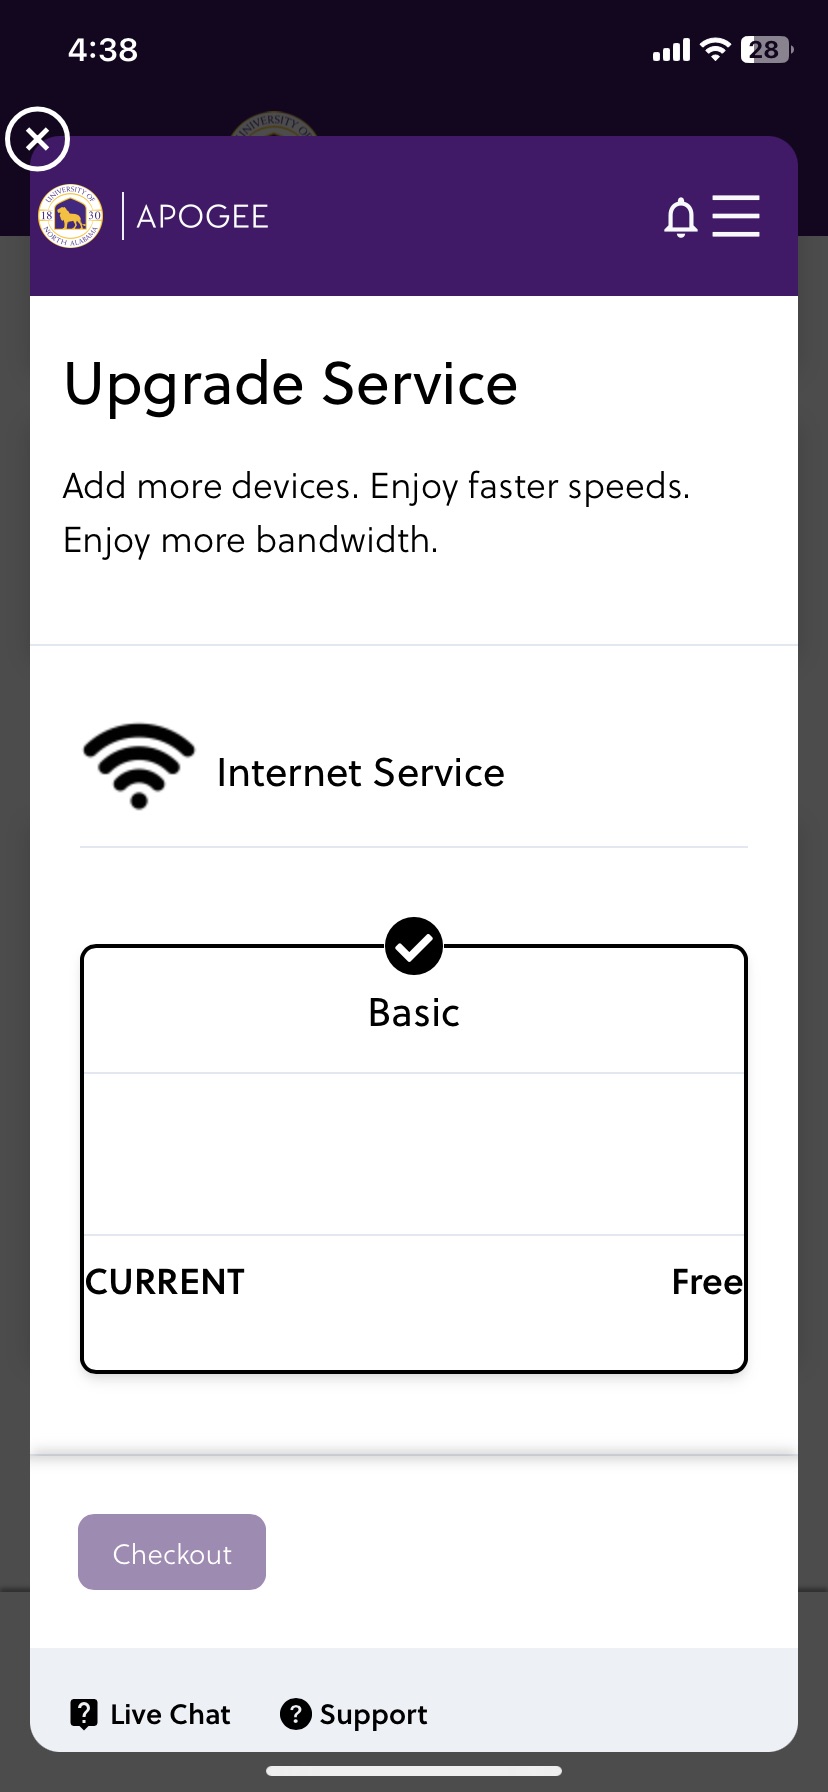 4:38
28
UNIVERSITY O
UNIVERSITY OF
18 30
NORTH ALABAMA
APOGEE
Upgrade Service
Add more devices. Enjoy faster speeds.
Enjoy more bandwidth.
Internet Service
Basic
CURRENT Free
Checkout
Live Chat Support